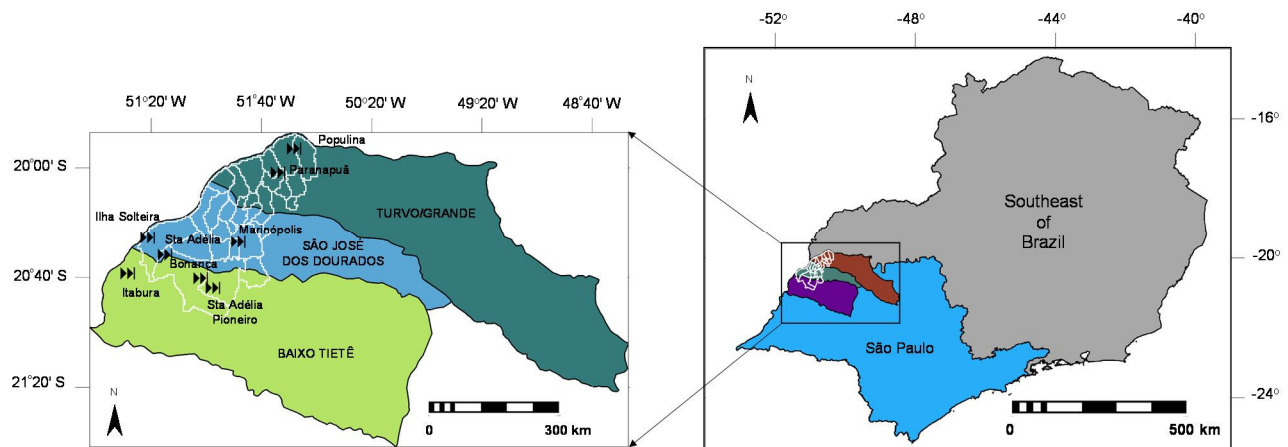 51°20' W 51°40' W 50°20' W 49°20' W 48°40' W
20°00' S
20°40' S
21°20' S
Populina
Paranapuã
TURVO/GRANDE
Ilha Solteira
Sta Adélia
Marinópolis
SÃO JOSÉ
DOS DOURADOS
Bonança
Itabura
Sta Adélia
Pioneiro
BAIXO TIETÊ
N
0 300 km
-52° -48° -44° -40°
N
-16°
-20°
-24°
Southeast
of
Brazil
São Paulo
0 500 km